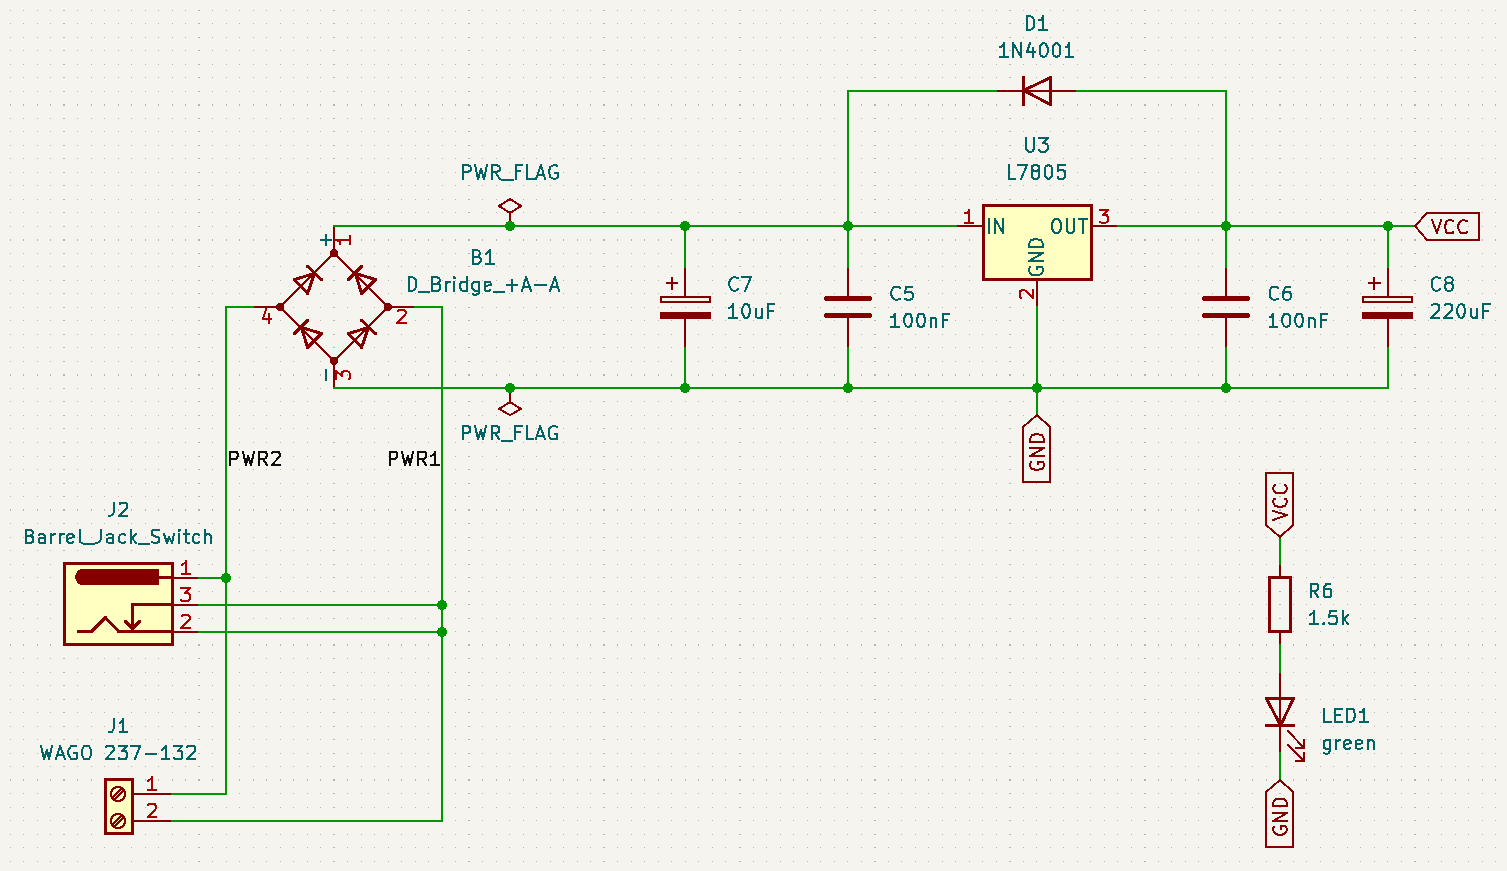 D1
1N4001
U3
L7805
PWR_FLAG
1
IN
OUT
3
GND
2
VCC
+
1
B1
D_Bridge_+A-A
4
2
-
3
+
C7
10uF
C5
100nF
C6
100nF
+
C8
220uF
PWR_FLAG
GND
PWR2
PWR1
J2
Barrel_Jack_Switch
1
3
2
VCC
R6
1.5k
J1
WAGO 237-132
1
2
LED1
green
GND